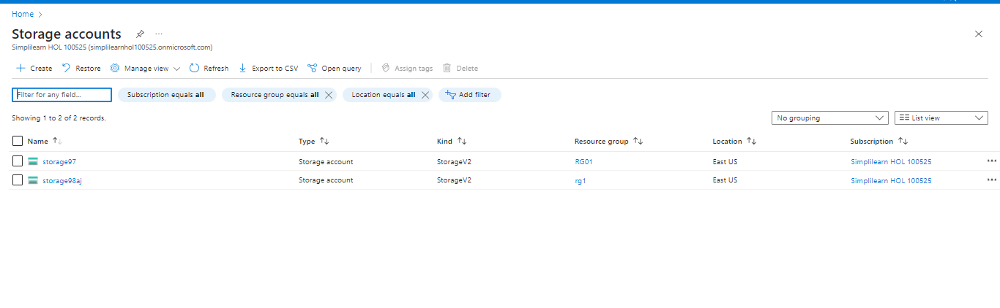 Home
Storage accounts
Simplilearn HOL 100525 (simplilearnhol100525.onmicrosoft.com)
Create Restore Manage view Refresh Export to CSV Open query Assign tags Delete
Filter for any field... Subscription equals all Resource group equals all Location equals all Add filter
Showing 1 to 2 of 2 records. No grouping List view
Name Type Kind Resource group Location Subscription
storage97 Storage account StorageV2 RG01 East US Simplilearn HOL 100525
storage98aj Storage account StorageV2 rg1 East US Simplilearn HOL 100525